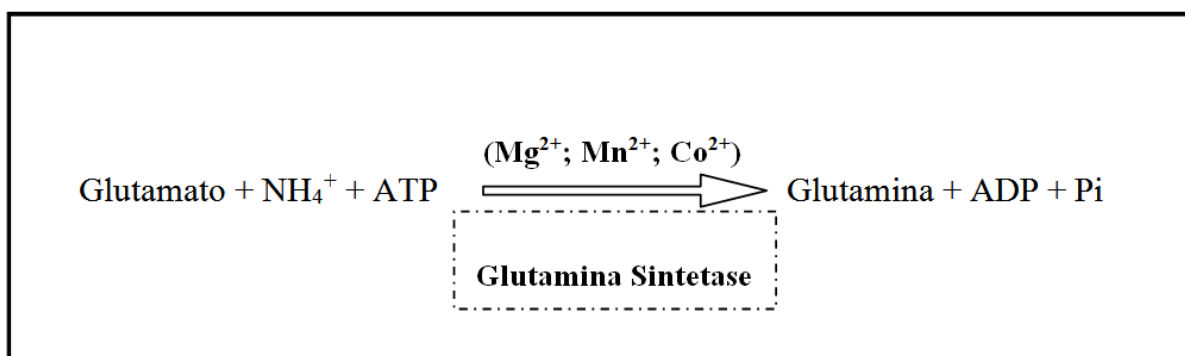 (Mg²⁺; Mn²⁺; Co²⁺)
Glutamato + NH₄⁺ + ATP Glutamina + ADP + Pi
Glutamina Sintetase